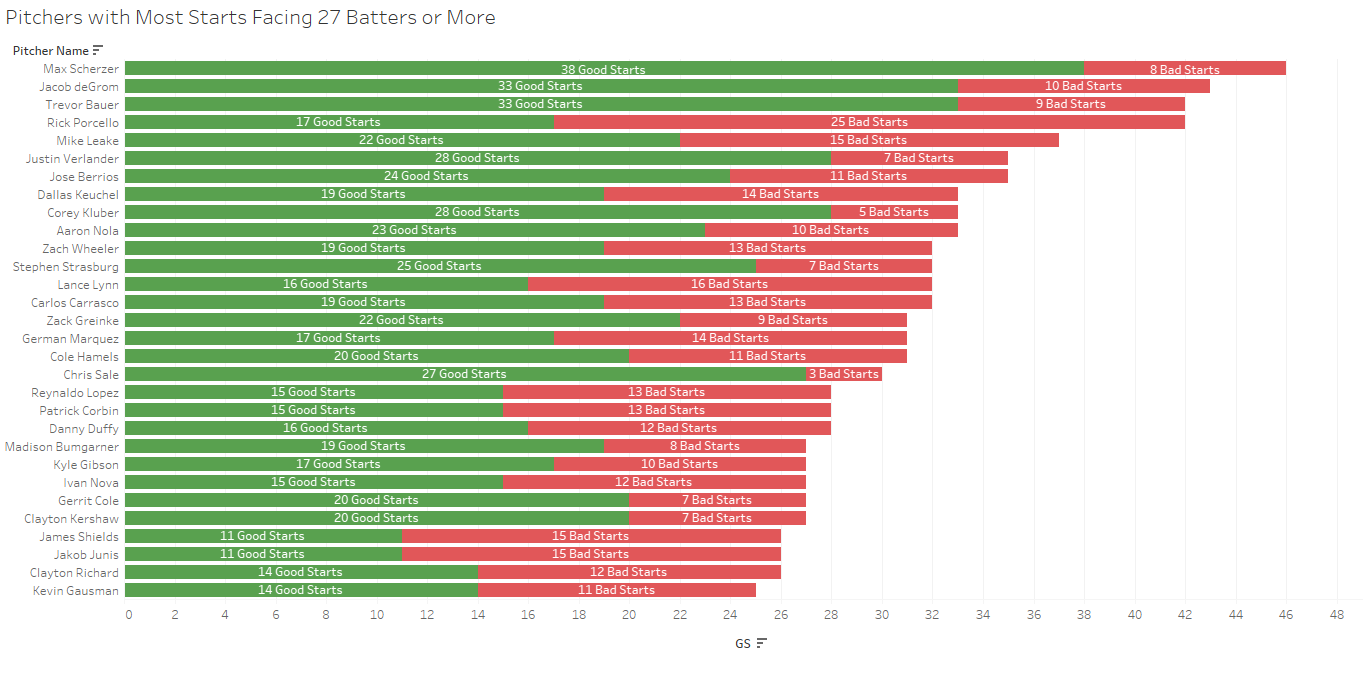 Pitchers with Most Starts Facing 27 Batters or More
Pitcher Name
Max Scherzer 38 Good Starts 8 Bad Starts
Jacob deGrom 33 Good Starts 10 Bad Starts
Trevor Bauer 33 Good Starts 9 Bad Starts
Rick Porcello 17 Good Starts 25 Bad Starts
Mike Leake 22 Good Starts 15 Bad Starts
Justin Verlander 28 Good Starts 7 Bad Starts
Jose Berrios 24 Good Starts 11 Bad Starts
Dallas Keuchel 19 Good Starts 14 Bad Starts
Corey Kluber 28 Good Starts 5 Bad Starts
Aaron Nola 23 Good Starts 10 Bad Starts
Zach Wheeler 19 Good Starts 13 Bad Starts
Stephen Strasburg 25 Good Starts 7 Bad Starts
Lance Lynn 16 Good Starts 16 Bad Starts
Carlos Carrasco 19 Good Starts 13 Bad Starts
Zack Greinke 22 Good Starts 9 Bad Starts
German Marquez 17 Good Starts 14 Bad Starts
Cole Hamels 20 Good Starts 11 Bad Starts
Chris Sale 27 Good Starts 3 Bad Starts
Reynaldo Lopez 15 Good Starts 13 Bad Starts
Patrick Corbin 15 Good Starts 13 Bad Starts
Danny Duffy 16 Good Starts 12 Bad Starts
Madison Bumgarner 19 Good Starts 8 Bad Starts
Kyle Gibson 17 Good Starts 10 Bad Starts
Ivan Nova 15 Good Starts 12 Bad Starts
Gerrit Cole 20 Good Starts 7 Bad Starts
Clayton Kershaw 20 Good Starts 7 Bad Starts
James Shields 11 Good Starts 15 Bad Starts
Jakob Junis 11 Good Starts 15 Bad Starts
Clayton Richard 14 Good Starts 12 Bad Starts
Kevin Gausman 14 Good Starts 11 Bad Starts
0 2 4 6 8 10 12 14 16 18 20 22 24 26 28 30 32 34 36 38 40 42 44 46 48
GS